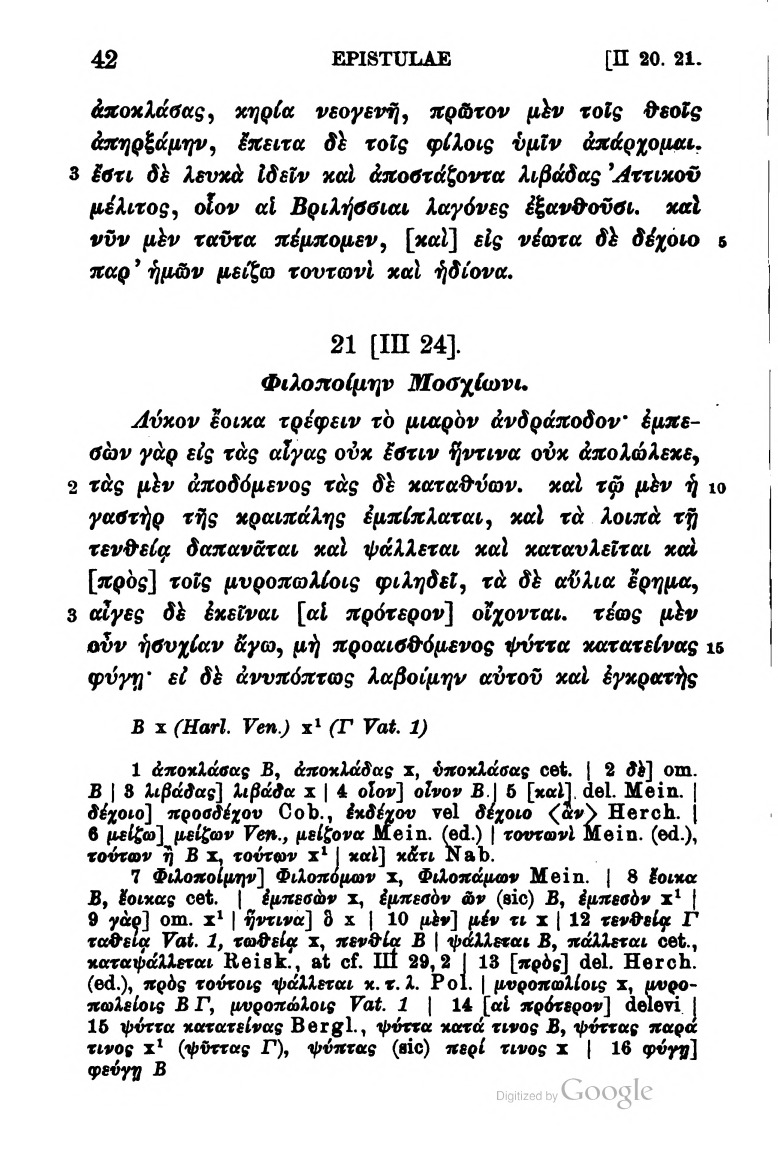 42 EPISTULAE [II 20. 21.
ἀποκλάσας, κηρία νεογενῆ, πρῶτον μὲν τοῖς θεοῖς
ἀπηρξάμην, ἔπειτα δὲ τοῖς φίλοις ὑμῖν ἀπάρχομαι.
3 ἔστι δὲ λευκὰ ἰδεῖν καὶ ἀποστάζοντα λιβάδας Ἀττικοῦ
μέλιτος, οἷον αἱ Βριλήσσιαι λαγόνες ἐξανθοῦσι. καὶ
νῦν μὲν ταῦτα πέμπομεν, [καὶ] εἰς νέωτα δὲ δέχοιο 5
παρ’ ἡμῶν μείζω τουτωνὶ καὶ ἡδίονα.
21 [III 24].
Φιλοποίμην Μοσχίωνι.
Λύκον ἔοικα τρέφειν τὸ μιαρὸν ἀνδράποδον· ἐμπε-
σὼν γὰρ εἰς τὰς αἶγας οὐκ ἔστιν ἥντινα οὐκ ἀπολώλεκε,
2 τὰς μὲν ἀποδόμενος τὰς δὲ καταθύων. καὶ τῷ μὲν ἡ 10
γαστὴρ τῆς κραιπάλης ἐμπίπλαται, καὶ τὰ λοιπὰ τῇ
τενθείᾳ δαπανᾶται καὶ ψάλλεται καὶ καταυλεῖται καὶ
[πρὸς] τοῖς μυροπωλίοις φιληδεῖ, τὰ δὲ αὔλια ἔρημα,
3 αἶγες δὲ ἐκεῖναι [αἱ πρότερον] οἴχονται. τέως μὲν
οὖν ἡσυχίαν ἄγω, μὴ προαισθόμενος ψύττα κατατείνας 15
φύγῃ· εἰ δὲ ἀνυπόπτως λαβοίμην αὐτοῦ καὶ ἐγκρατὴς
B x (Harl. Ven.) x¹ (Γ Vat. 1)
1 ἀποκλάσας B, ἀποκλάδας x, ὑποκλάσας cet. | 2 δὲ] om.
B | 3 λιβάδας] λιβάδα x | 4 οἷον] οἶνον B | 5 [καὶ] del. Mein. |
δέχοιο] προσδέχου Cob., ἐκδέχου vel δέχοιο ⟨ἂν⟩ Herch. |
6 μείζω] μείζων Ven., μείζονα Mein. (ed.) | τουτωνὶ Mein. (ed.),
τούτων ἢ B x, τούτων x¹ | καὶ] κἄτι Nab.
7 Φιλοποίμην] Φιλοπόμων x, Φιλοπάμων Mein. | 8 ἔοικα
B, ἔοικας cet. | ἐμπεσὼν x, ἐμπεσὸν ὢν (sic) B, ἐμπεσὸν x¹ |
9 γὰρ] om. x¹ | ἥντινα] ὃ x | 10 μὲν] μέν τι x | 12 τενθείᾳ Γ
ταθείᾳ Vat. 1, τωθείᾳ x, πενθίᾳ B | ψάλλεται B, πάλλεται cet.,
καταψάλλεται Reisk., at cf. III 29, 2 | 13 [πρὸς] del. Herch.
(ed.), πρὸς τούτοις ψάλλεται κ. τ. λ. Pol. | μυροπωλίοις x, μυρο-
πωλείοις B Γ, μυροπώλοις Vat. 1 | 14 [αἱ πρότερον] delevi |
15 ψύττα κατατείνας Bergl., ψύττα κατά τινος B, ψύττας παρά
τινος x¹ (ψῦττας Γ), ψύπτας (sic) περί τινος x | 16 φύγῃ]
φεύγῃ B
Digitized by Google